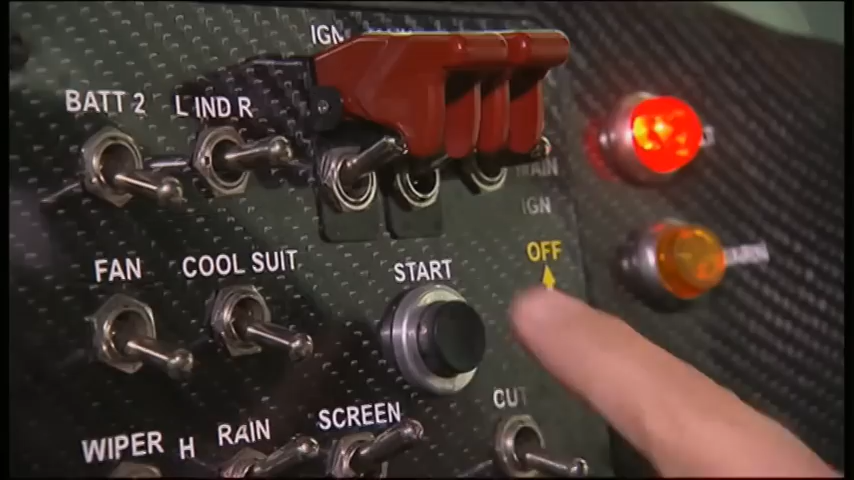 IGN
BATT 2
L IND R
MAIN
IGN
OFF
FAN
COOL SUIT
START
CUT
SCREEN
RAIN
WIPER
H